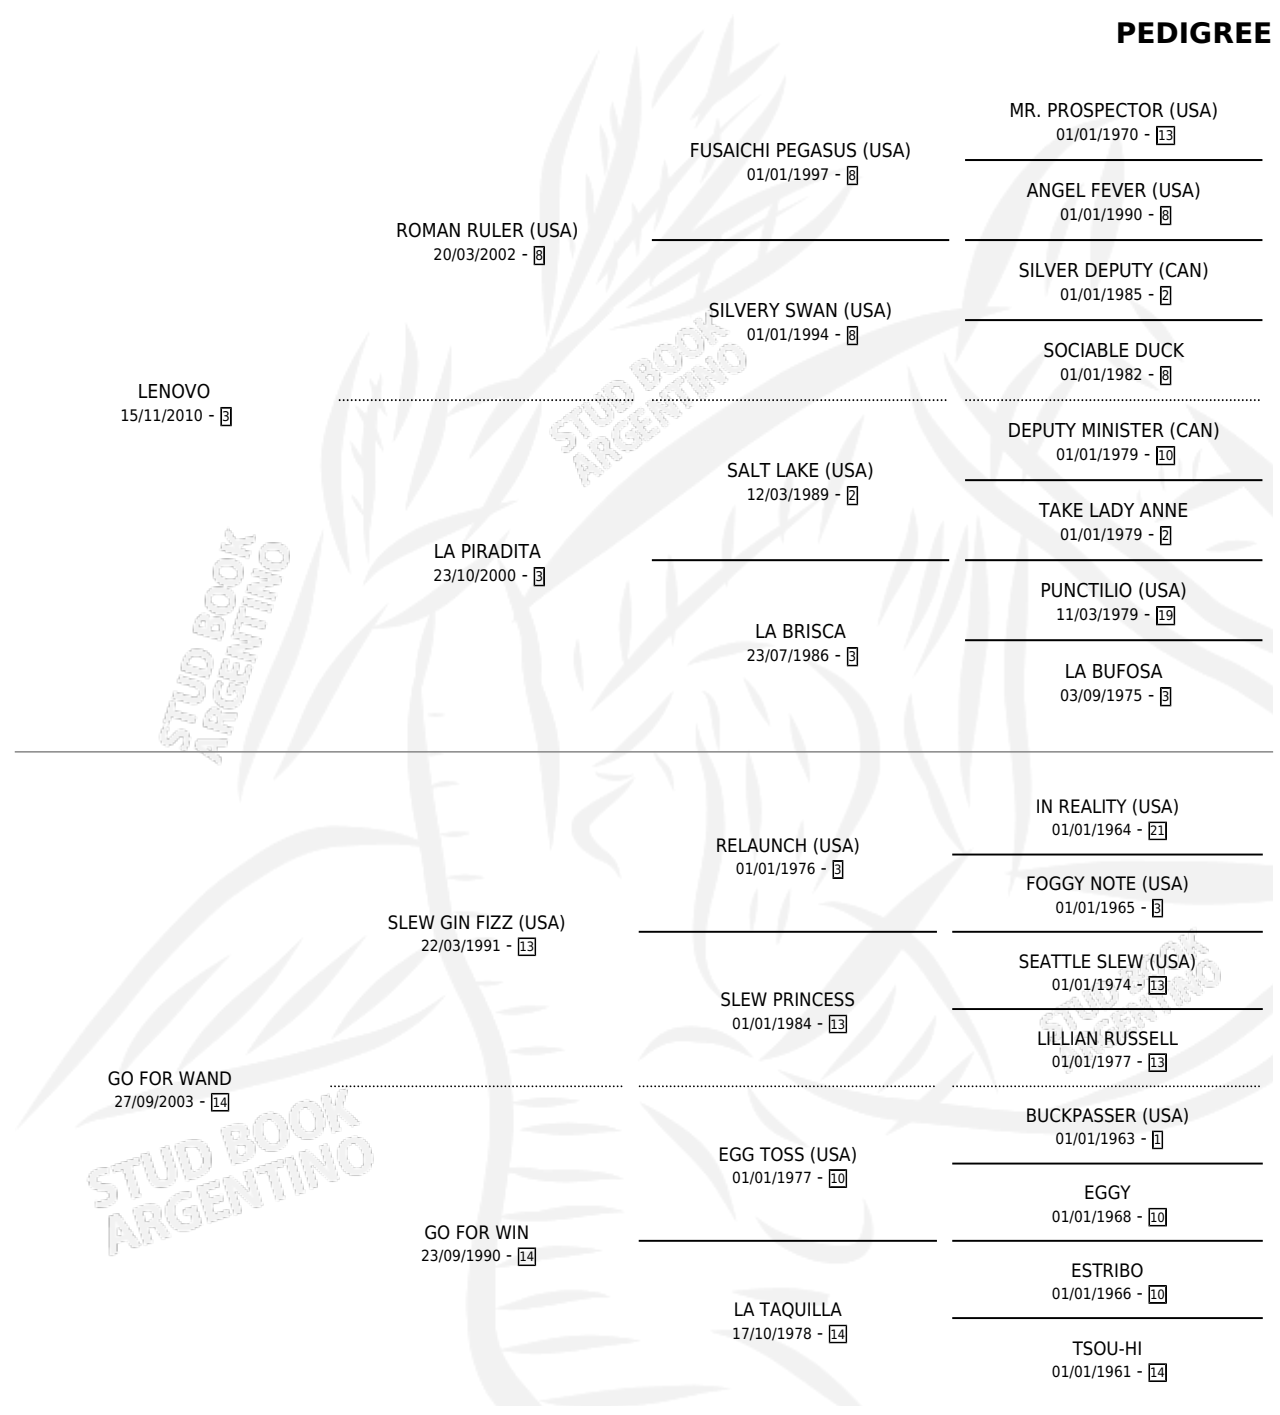 PEDIGREE
MR. PROSPECTOR (USA)
01/01/1970 - 13
FUSAICHI PEGASUS (USA)
01/01/1997 - 8
ANGEL FEVER (USA)
01/01/1990 - 8
ROMAN RULER (USA)
20/03/2002 - 8
SILVER DEPUTY (CAN)
01/01/1985 - 2
SILVERY SWAN (USA)
01/01/1994 - 8
SOCIABLE DUCK
01/01/1982 - 8
STUD BOOK
ARGENTINO
LENOVO
15/11/2010 - 3
DEPUTY MINISTER (CAN)
01/01/1979 - 10
SALT LAKE (USA)
12/03/1989 - 2
TAKE LADY ANNE
01/01/1979 - 2
LA PIRADITA
23/10/2000 - 3
PUNCTILIO (USA)
11/03/1979 - 19
LA BRISCA
23/07/1986 - 3
LA BUFOSA
03/09/1975 - 3
STUD BOOK
ARGENTINO
IN REALITY (USA)
01/01/1964 - 21
RELAUNCH (USA)
01/01/1976 - 3
FOGGY NOTE (USA)
01/01/1965 - 3
SLEW GIN FIZZ (USA)
22/03/1991 - 13
SEATTLE SLEW (USA)
01/01/1974 - 13
SLEW PRINCESS
01/01/1984 - 13
STUD BOOK
ARGENTINO
LILLIAN RUSSELL
01/01/1977 - 13
GO FOR WAND
27/09/2003 - 14
BUCKPASSER (USA)
01/01/1963 - 1
EGG TOSS (USA)
01/01/1977 - 10
STUD BOOK
ARGENTINO
EGGY
01/01/1968 - 10
GO FOR WIN
23/09/1990 - 14
ESTRIBO
01/01/1966 - 10
LA TAQUILLA
17/10/1978 - 14
TSOU-HI
01/01/1961 - 14